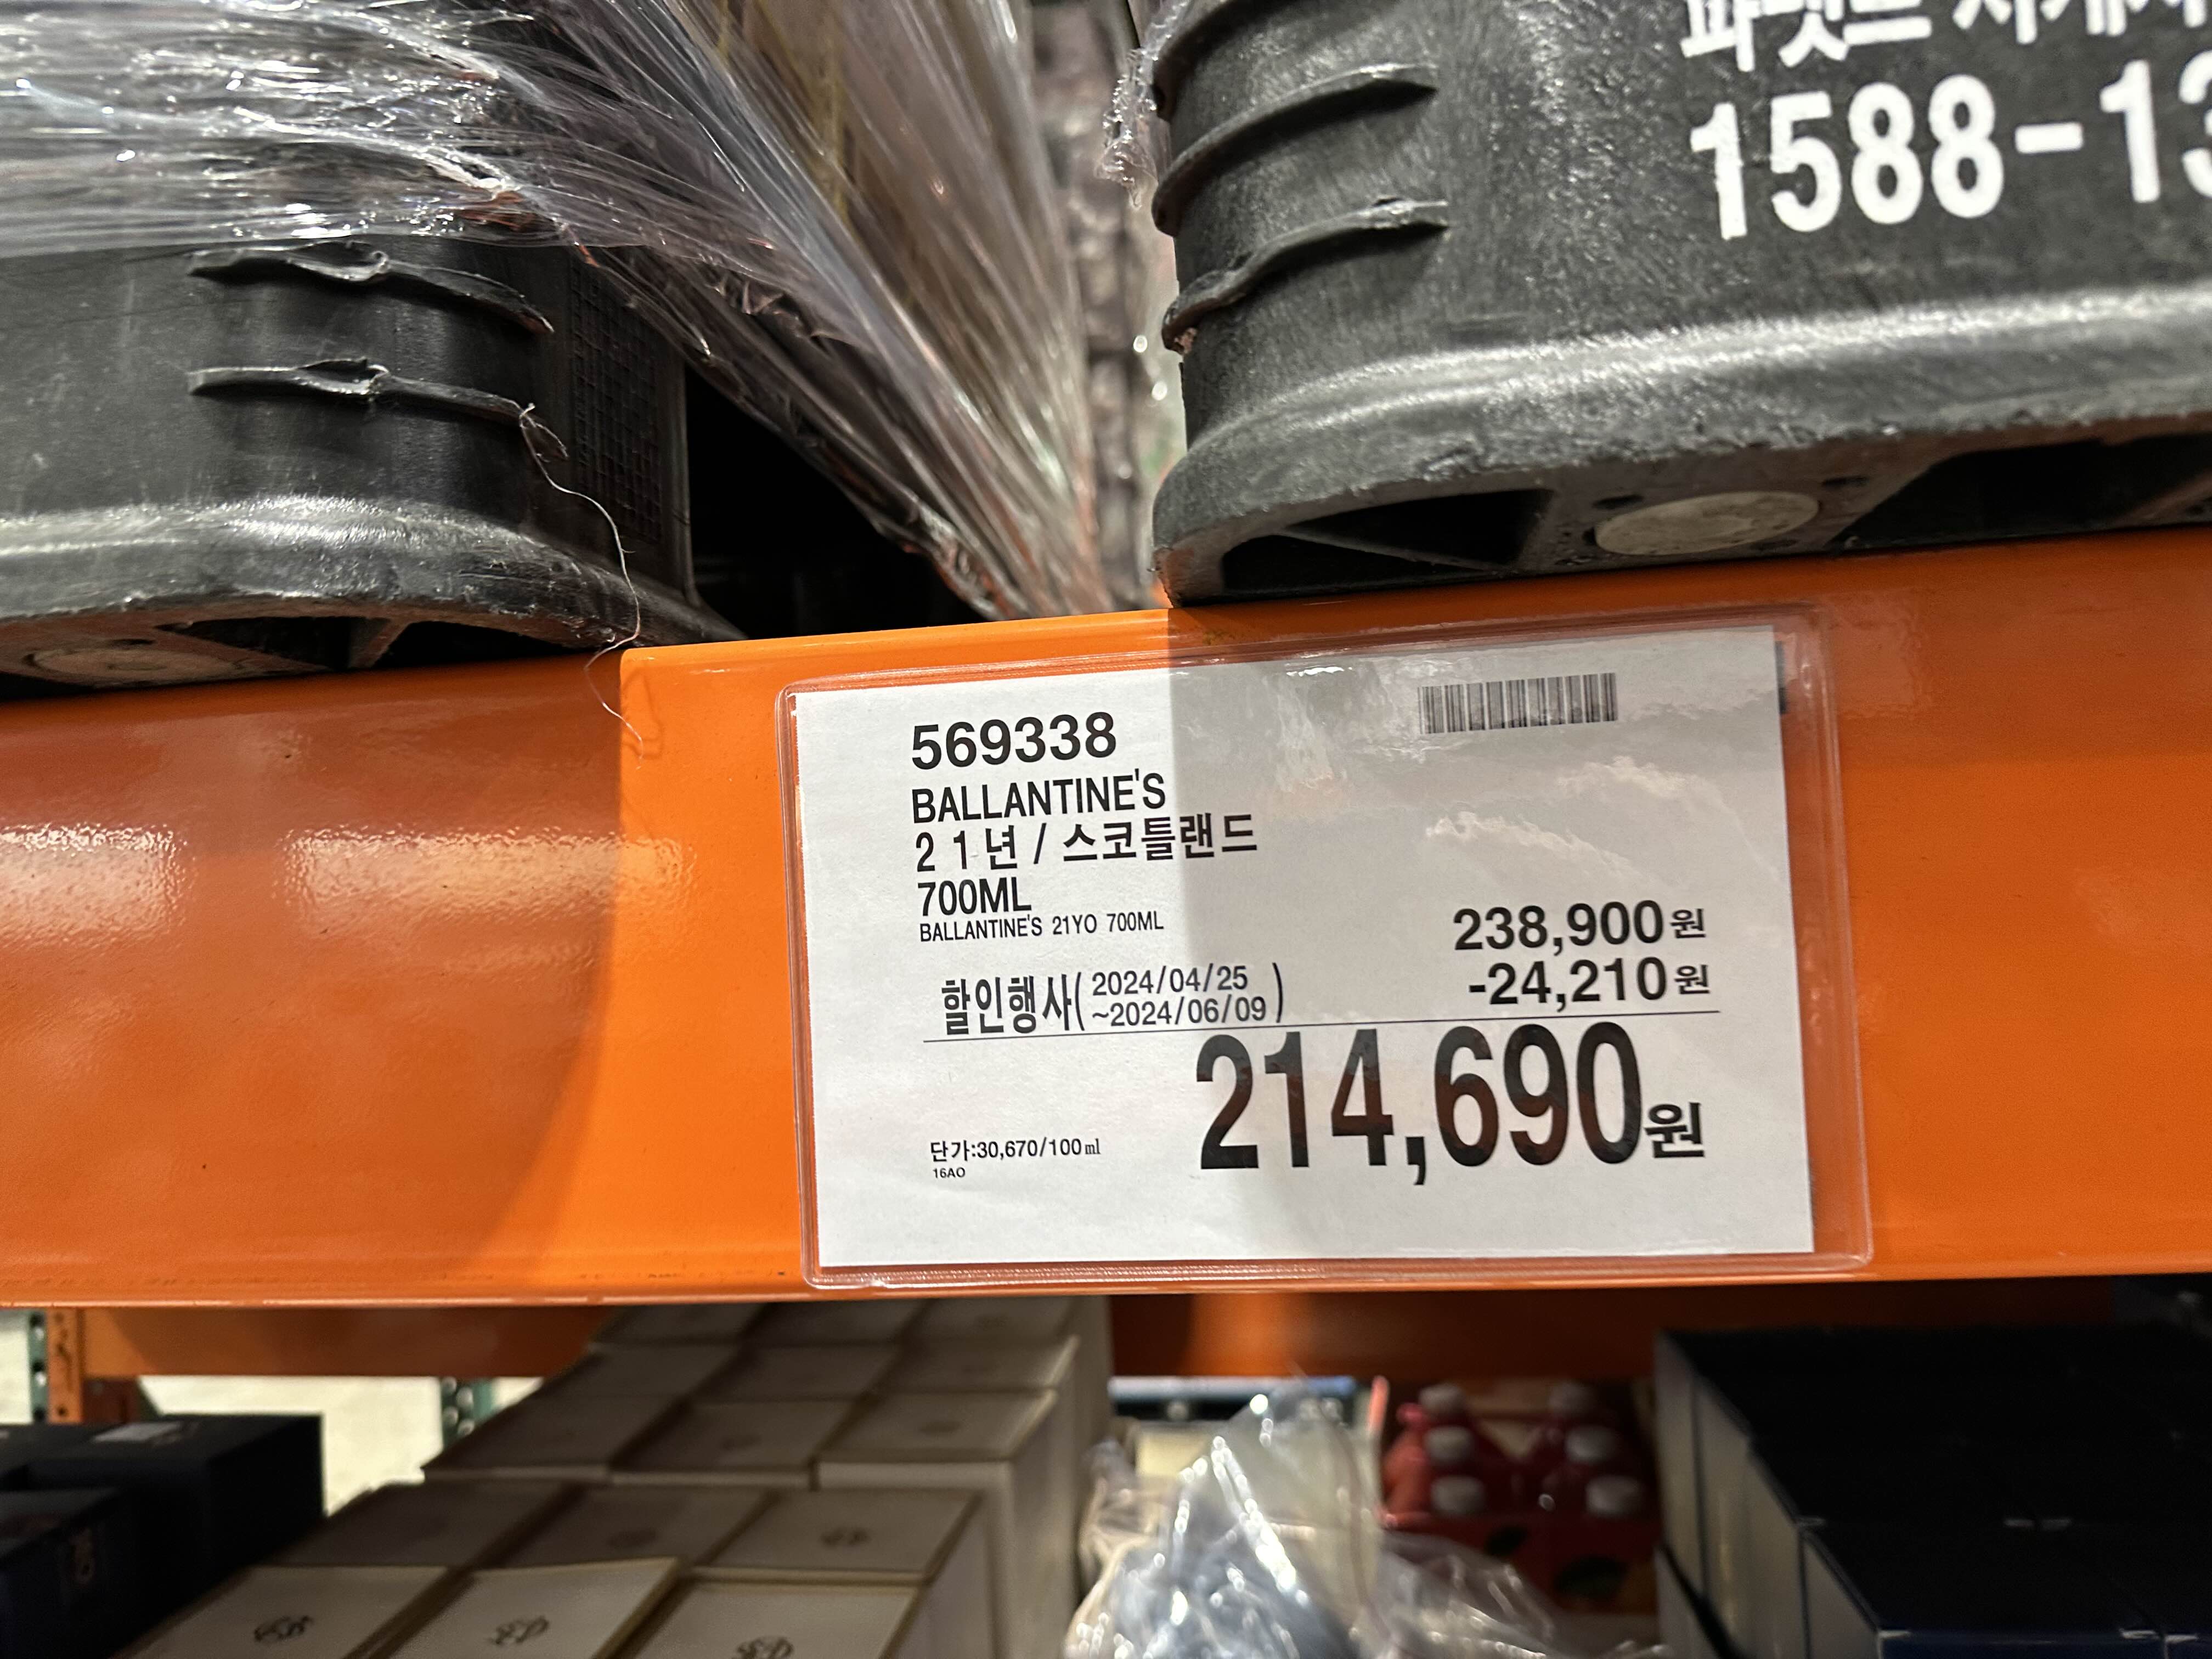 1588-13
569338
BALLANTINE'S
21년 / 스코틀랜드
700ML
BALLANTINE'S 21YO 700ML
238,900원
할인행사( 2024/04/25
~2024/06/09 )
-24,210원
214,690원
단가:30,670/100ml
16AO